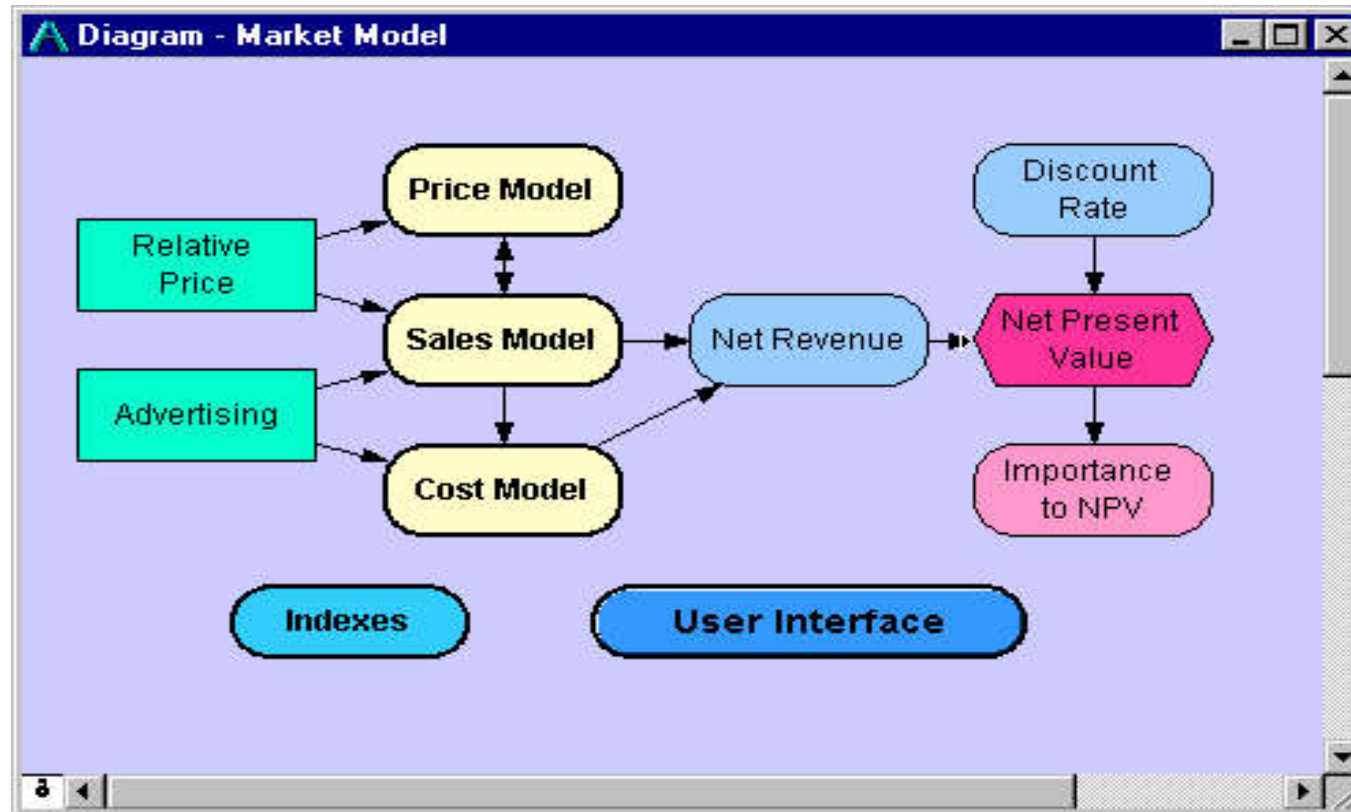 Diagram - Market Model
Price Model
Discount
Rate
Relative
Price
Sales Model
Net Revenue
Net Present
Value
Advertising
Cost Model
Importance
to NPV
Indexes
User Interface